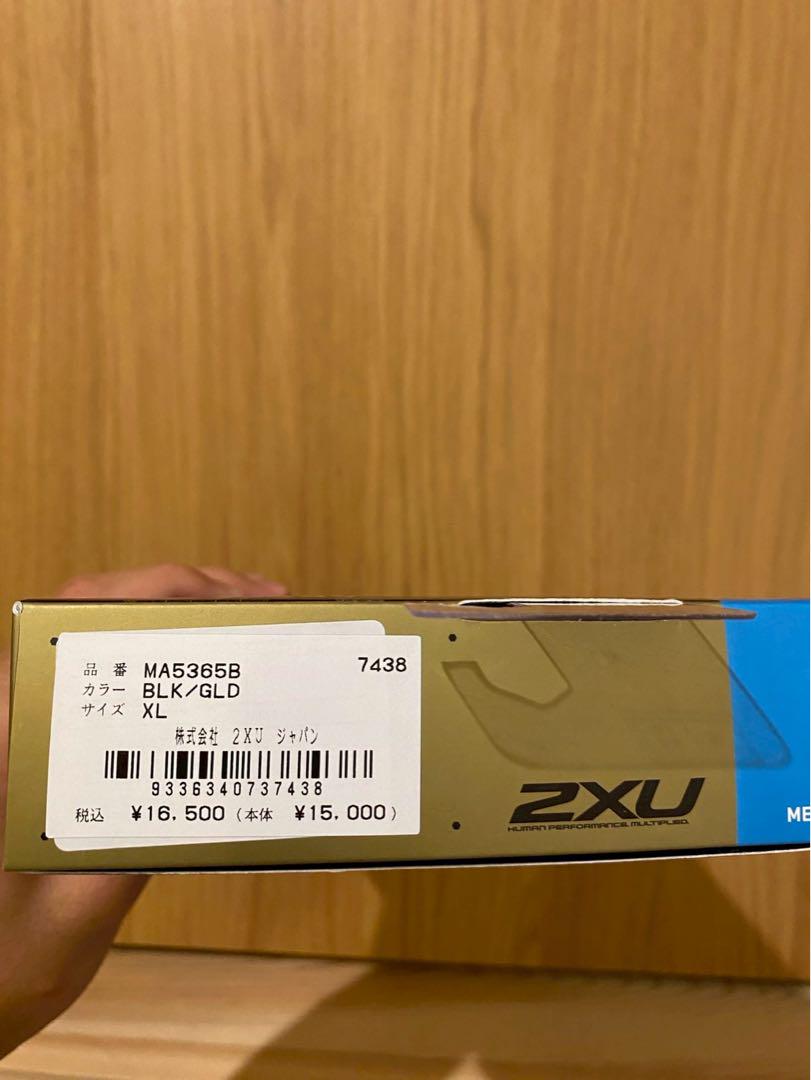 品番 MA5365B 7438
カラー BLK/GLD
サイズ XL
株式会社 2XU ジャパン
9336340737438
税込 ¥16,500(本体 ¥15,000)
2XU
HUMAN PERFORMANCE. MULTIPLIED.
ME